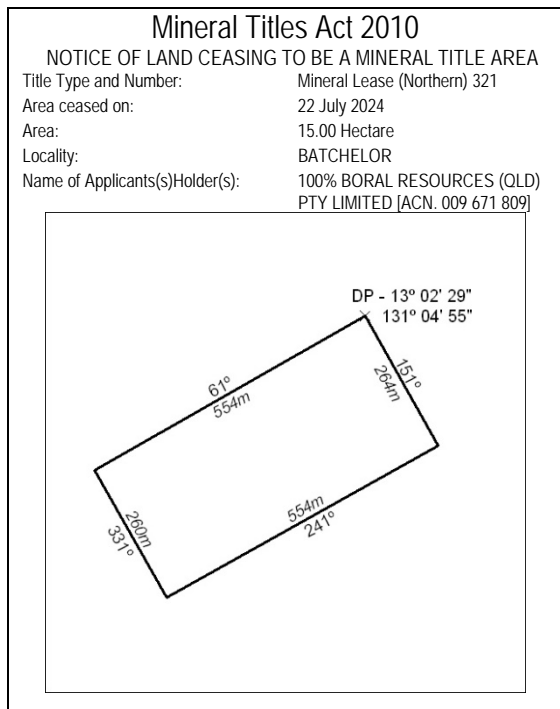 Mineral Titles Act 2010
NOTICE OF LAND CEASING TO BE A MINERAL TITLE AREA
Title Type and Number: Mineral Lease (Northern) 321
Area ceased on: 22 July 2024
Area: 15.00 Hectare
Locality: BATCHELOR
Name of Applicants(s)Holder(s): 100% BORAL RESOURCES (QLD)
PTY LIMITED [ACN. 009 671 809]
DP - 13º 02' 29"
131º 04' 55"
61º
554m
151º
264m
554m
241º
260m
331º